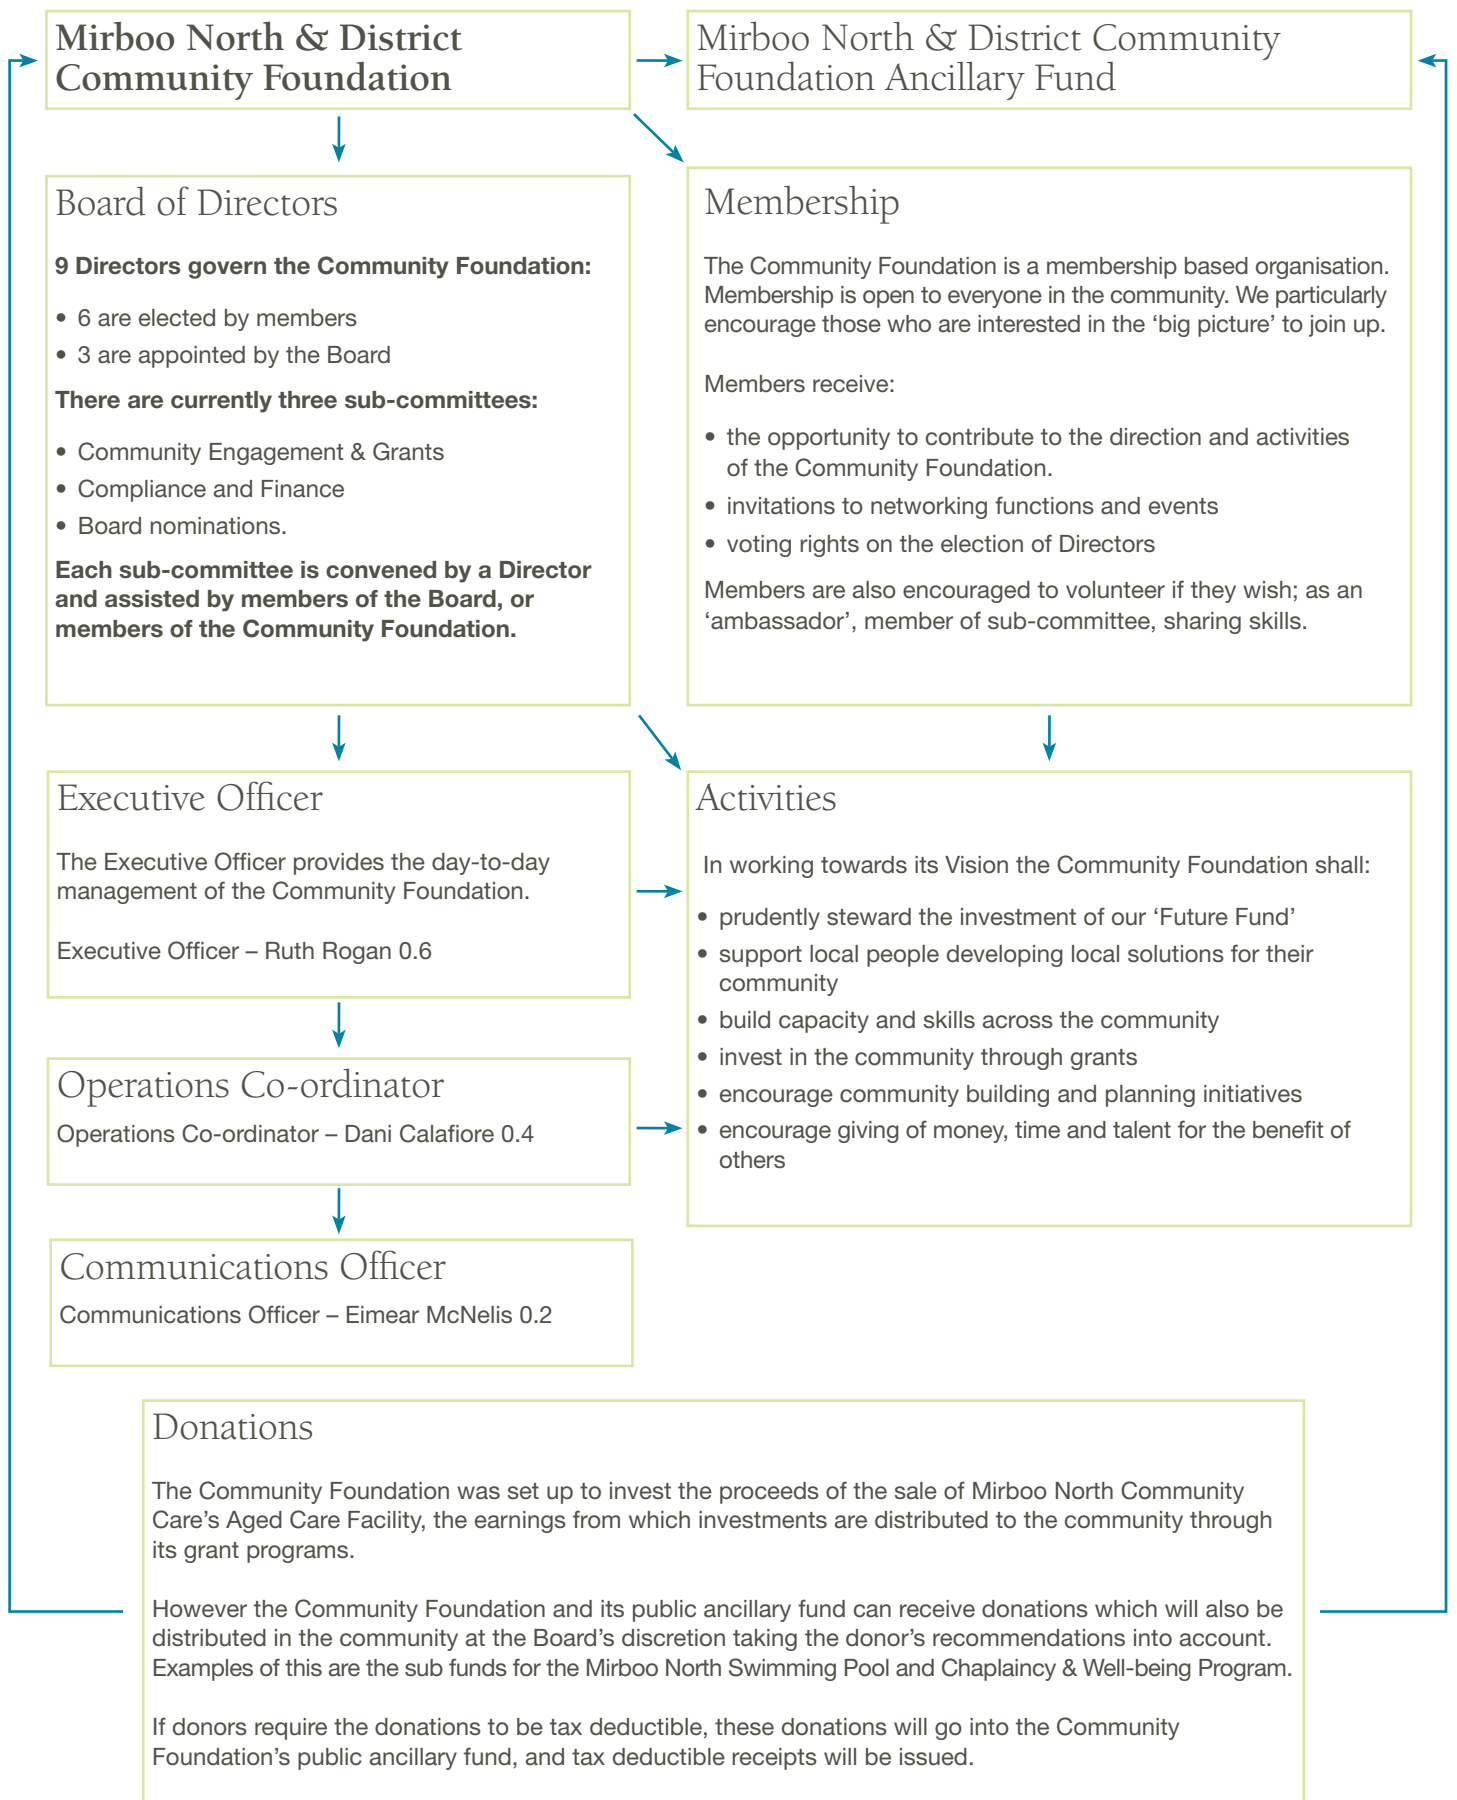 Mirboo North & District
Community Foundation
Mirboo North & District Community
Foundation Ancillary Fund
Board of Directors
9 Directors govern the Community Foundation:
• 6 are elected by members
• 3 are appointed by the Board
There are currently three sub-committees:
• Community Engagement & Grants
• Compliance and Finance
• Board nominations.
Each sub-committee is convened by a Director
and assisted by members of the Board, or
members of the Community Foundation.
Membership
The Community Foundation is a membership based organisation.
Membership is open to everyone in the community. We particularly
encourage those who are interested in the ‘big picture’ to join up.
Members receive:
• the opportunity to contribute to the direction and activities
of the Community Foundation.
• invitations to networking functions and events
• voting rights on the election of Directors
Members are also encouraged to volunteer if they wish; as an
‘ambassador’, member of sub-committee, sharing skills.
Executive Officer
The Executive Officer provides the day-to-day
management of the Community Foundation.
Executive Officer – Ruth Rogan 0.6
Activities
In working towards its Vision the Community Foundation shall:
• prudently steward the investment of our ‘Future Fund’
• support local people developing local solutions for their
community
• build capacity and skills across the community
• invest in the community through grants
• encourage community building and planning initiatives
• encourage giving of money, time and talent for the benefit of
others
Operations Co-ordinator
Operations Co-ordinator – Dani Calafiore 0.4
Communications Officer
Communications Officer – Eimear McNelis 0.2
Donations
The Community Foundation was set up to invest the proceeds of the sale of Mirboo North Community
Care’s Aged Care Facility, the earnings from which investments are distributed to the community through
its grant programs.
However the Community Foundation and its public ancillary fund can receive donations which will also be
distributed in the community at the Board’s discretion taking the donor’s recommendations into account.
Examples of this are the sub funds for the Mirboo North Swimming Pool and Chaplaincy & Well-being Program.
If donors require the donations to be tax deductible, these donations will go into the Community
Foundation’s public ancillary fund, and tax deductible receipts will be issued.